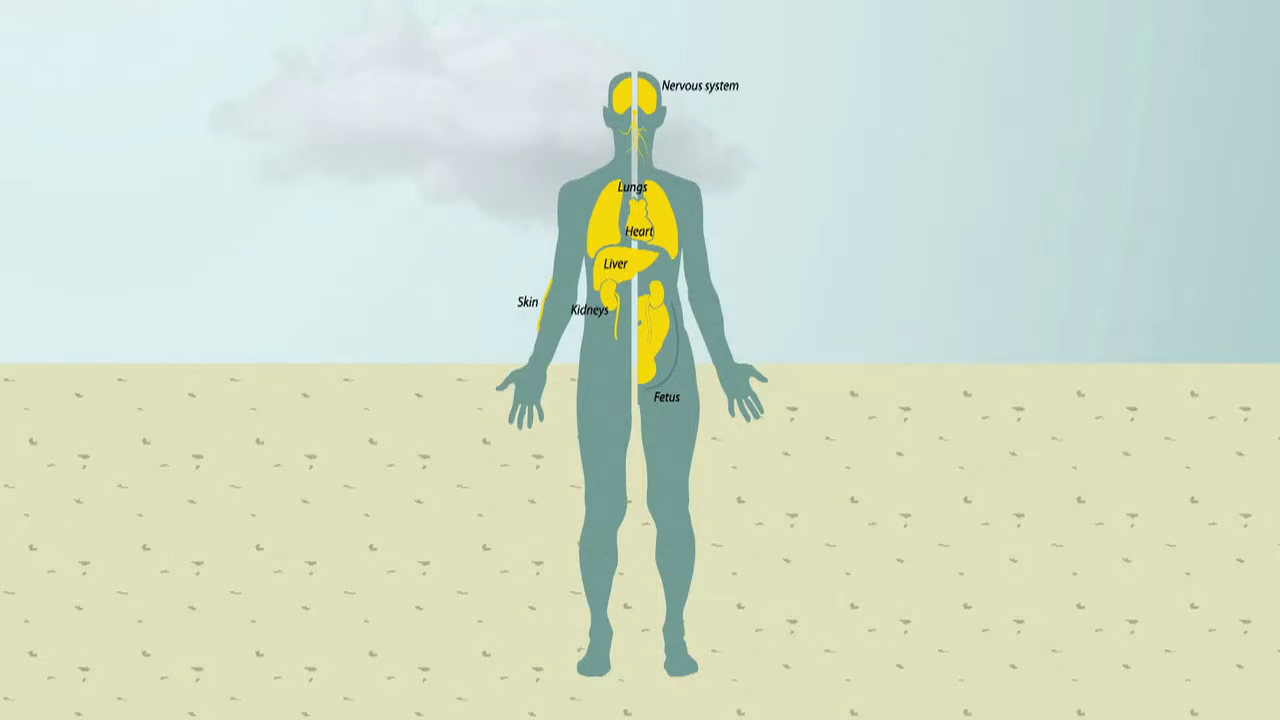 Nervous system
Lungs
Heart
Liver
Skin
Kidneys
Fetus